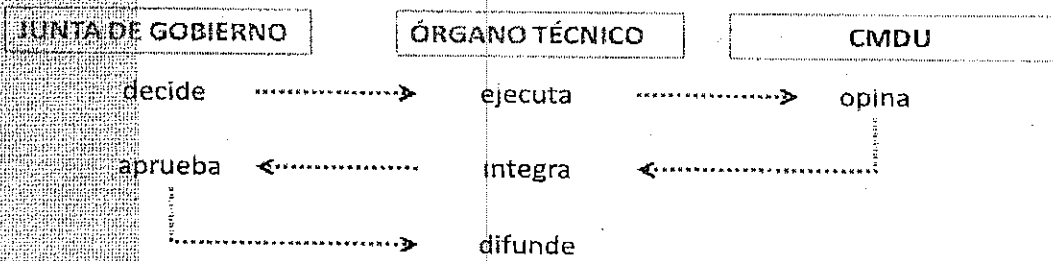 JUNTA DE GOBIERNO ÓRGANO TÉCNICO CMDU
decide ejecuta opina
aprueba integra
difunde